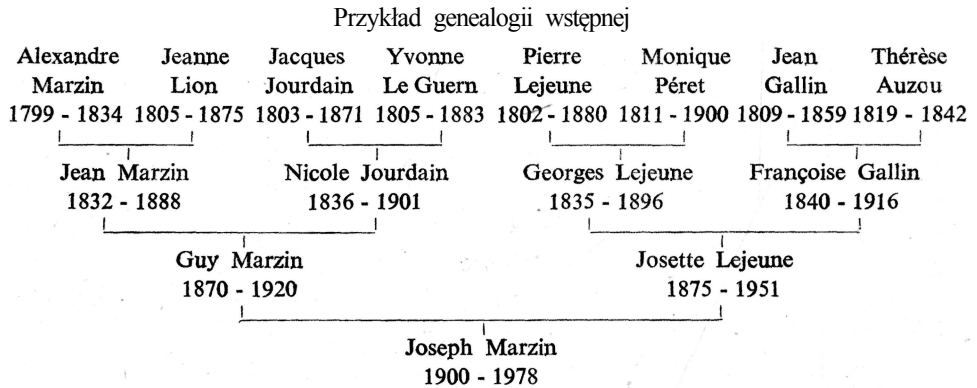 Przykład genealogii wstępnej
Alexandre Jeanne Jacques Yvonne Pierre Monique Jean Thérèse
Marzin Lion Jourdain Le Guern Lejeune Péret Gallin Auzou
1799 - 1834 1805 - 1875 1803 - 1871 1805 - 1883 1802 - 1880 1811 - 1900 1809 - 1859 1819 - 1842
Jean Marzin Nicole Jourdain Georges Lejeune Françoise Gallin
1832 - 1888 1836 - 1901 1835 - 1896 1840 - 1916
Guy Marzin Josette Lejeune
1870 - 1920 1875 - 1951
Joseph Marzin
1900 - 1978